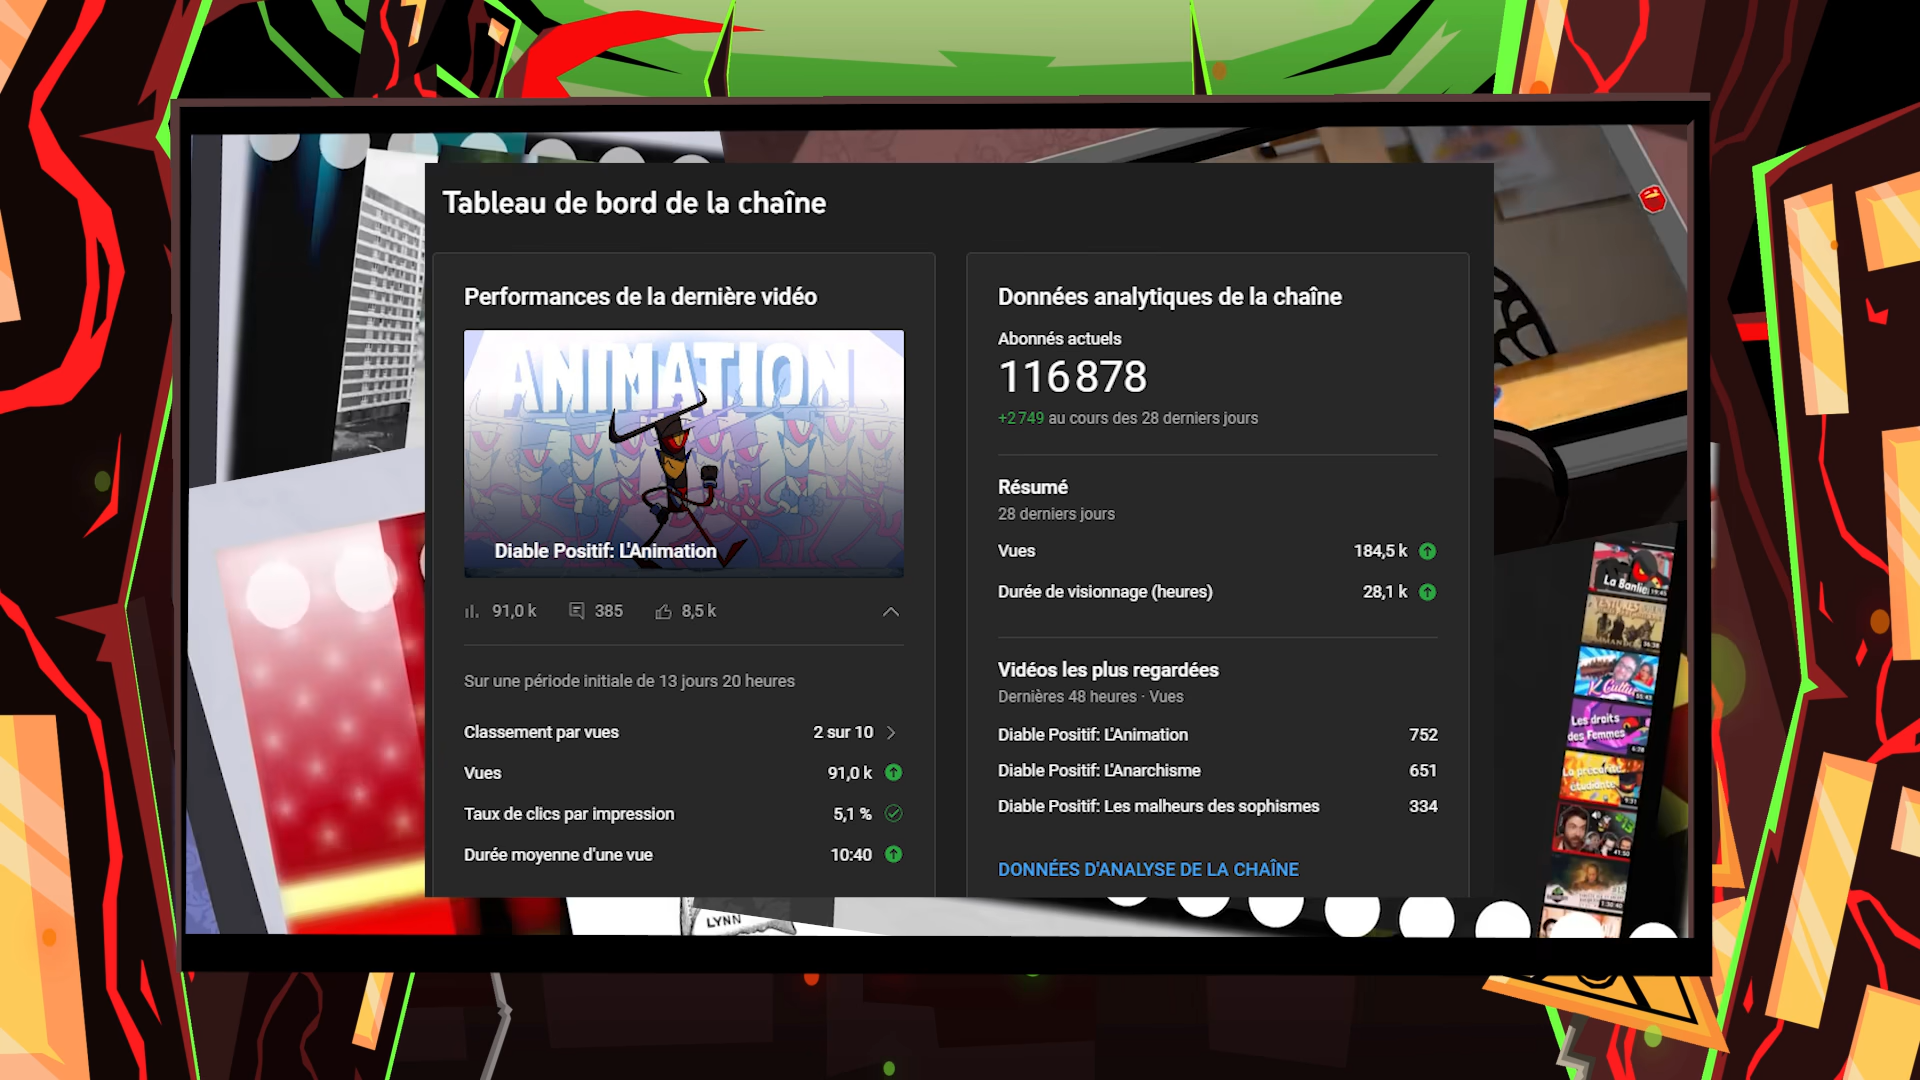 Tableau de bord de la chaîne
Performances de la dernière vidéo
ANIMATION
Diable Positif: L'Animation
91,0 k 385 8,5 k
Sur une période initiale de 13 jours 20 heures
Classement par vues 2 sur 10
Vues 91,0 k
Taux de clics par impression 5,1 %
Durée moyenne d'une vue 10:40
Données analytiques de la chaîne
Abonnés actuels
116 878
+2 749 au cours des 28 derniers jours
Résumé
28 derniers jours
Vues 184,5 k
Durée de visionnage (heures) 28,1 k
Vidéos les plus regardées
Dernières 48 heures · Vues
Diable Positif: L'Animation 752
Diable Positif: L'Anarchisme 651
Diable Positif: Les malheurs des sophismes 334
DONNÉES D'ANALYSE DE LA CHAÎNE
LYNN
La Banlie
Les droits
des Femmes
La précarité
étudiante